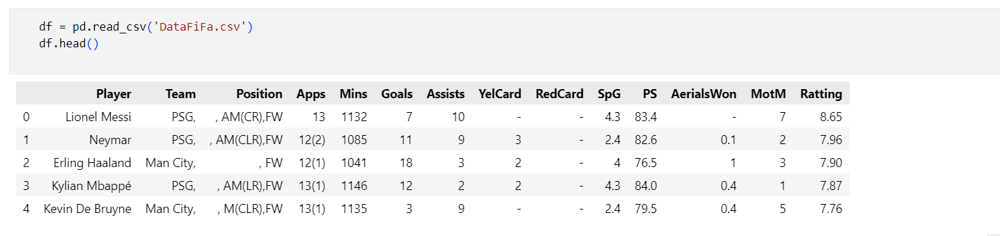 df = pd.read_csv('DataFiFa.csv')
df.head()
Player Team Position Apps Mins Goals Assists YelCard RedCard SpG PS AerialsWon MotM Ratting
0 Lionel Messi PSG, , AM(CR),FW 13 1132 7 10 - - 4.3 83.4 - 7 8.65
1 Neymar PSG, , AM(CLR),FW 12(2) 1085 11 9 3 - 2.4 82.6 0.1 2 7.96
2 Erling Haaland Man City, , FW 12(1) 1041 18 3 2 - 4 76.5 1 3 7.90
3 Kylian Mbappé PSG, , AM(LR),FW 13(1) 1146 12 2 2 - 4.3 84.0 0.4 1 7.87
4 Kevin De Bruyne Man City, , M(CLR),FW 13(1) 1135 3 9 - - 2.4 79.5 0.4 5 7.76